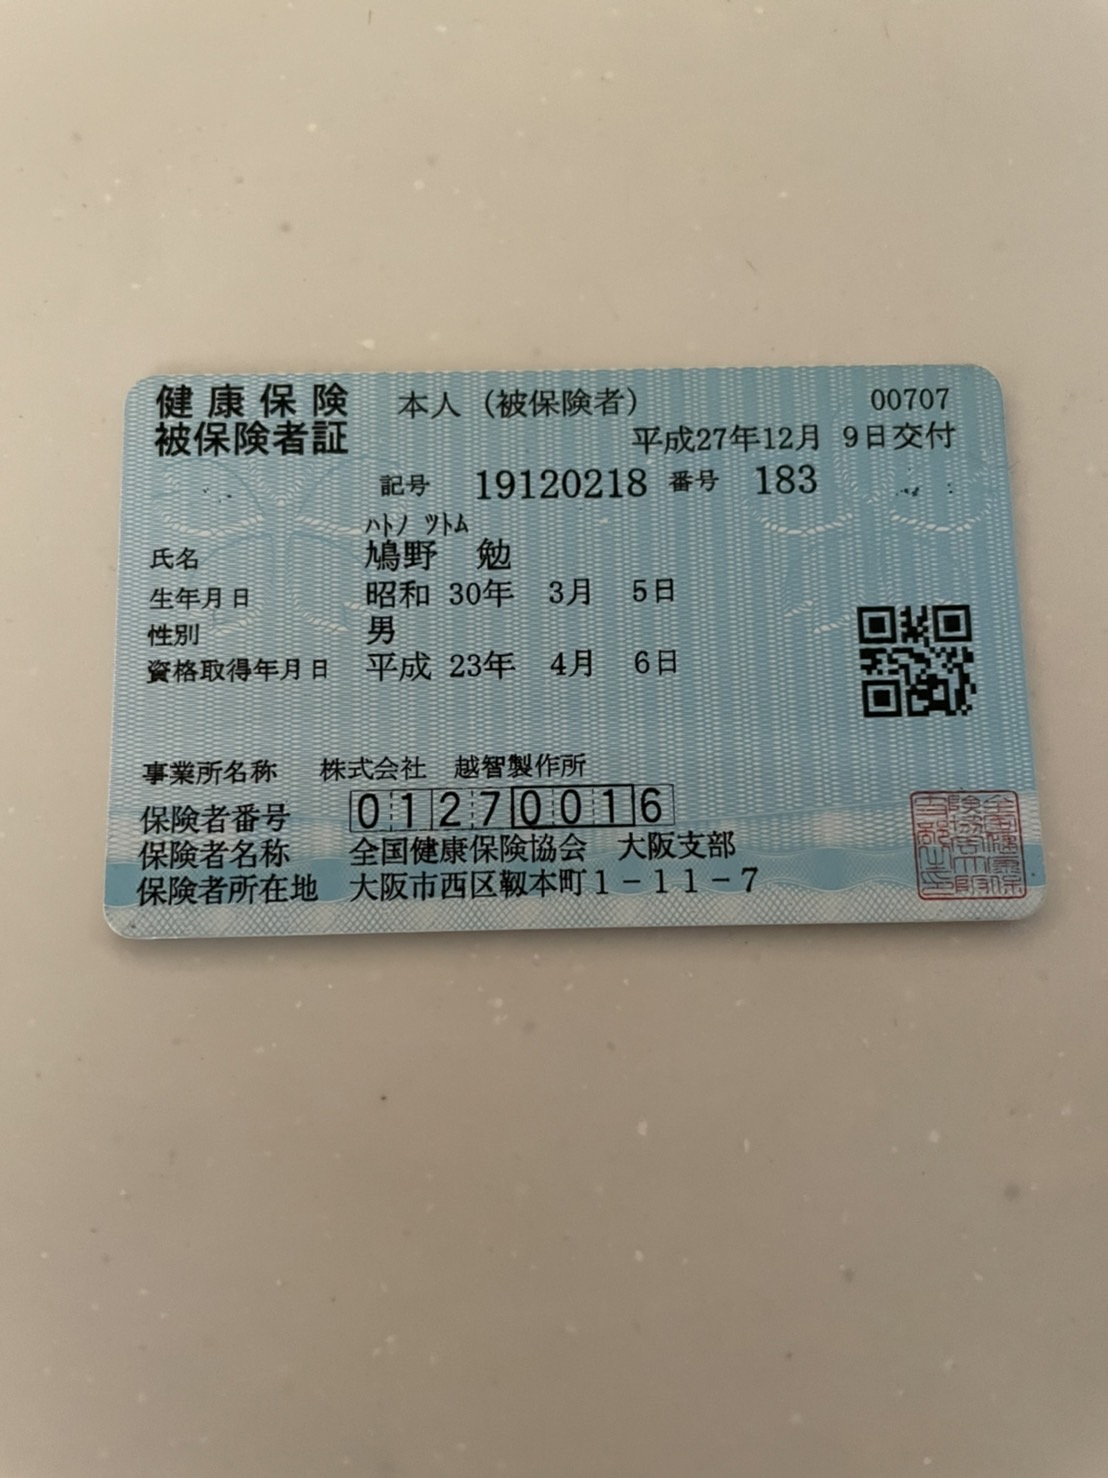 健康保険 本人（被保険者） 00707
被保険者証 平成27年12月 9日交付
記号 19120218 番号 183
ﾊﾄﾉ ﾂﾄﾑ
氏名 鳩野 勉
生年月日 昭和 30年 3月 5日
性別 男
資格取得年月日 平成 23年 4月 6日
事業所名称 株式会社 越智製作所
保険者番号 01270016
保険者名称 全国健康保険協会 大阪支部
保険者所在地 大阪市西区靱本町1－11－7